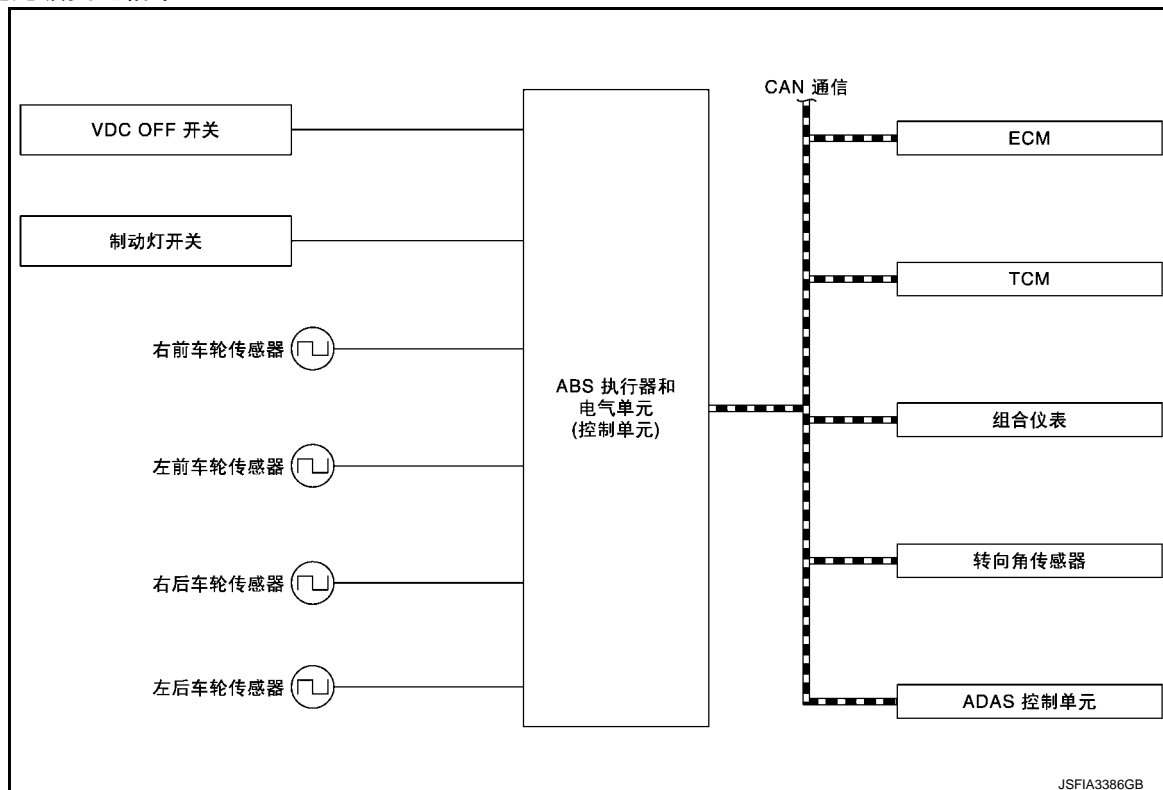 VDC OFF 开关
制动灯开关
右前车轮传感器
左前车轮传感器
右后车轮传感器
左后车轮传感器
ABS 执行器和
电气单元
(控制单元)
CAN 通信
ECM
TCM
组合仪表
转向角传感器
ADAS 控制单元
JSFIA3386GB